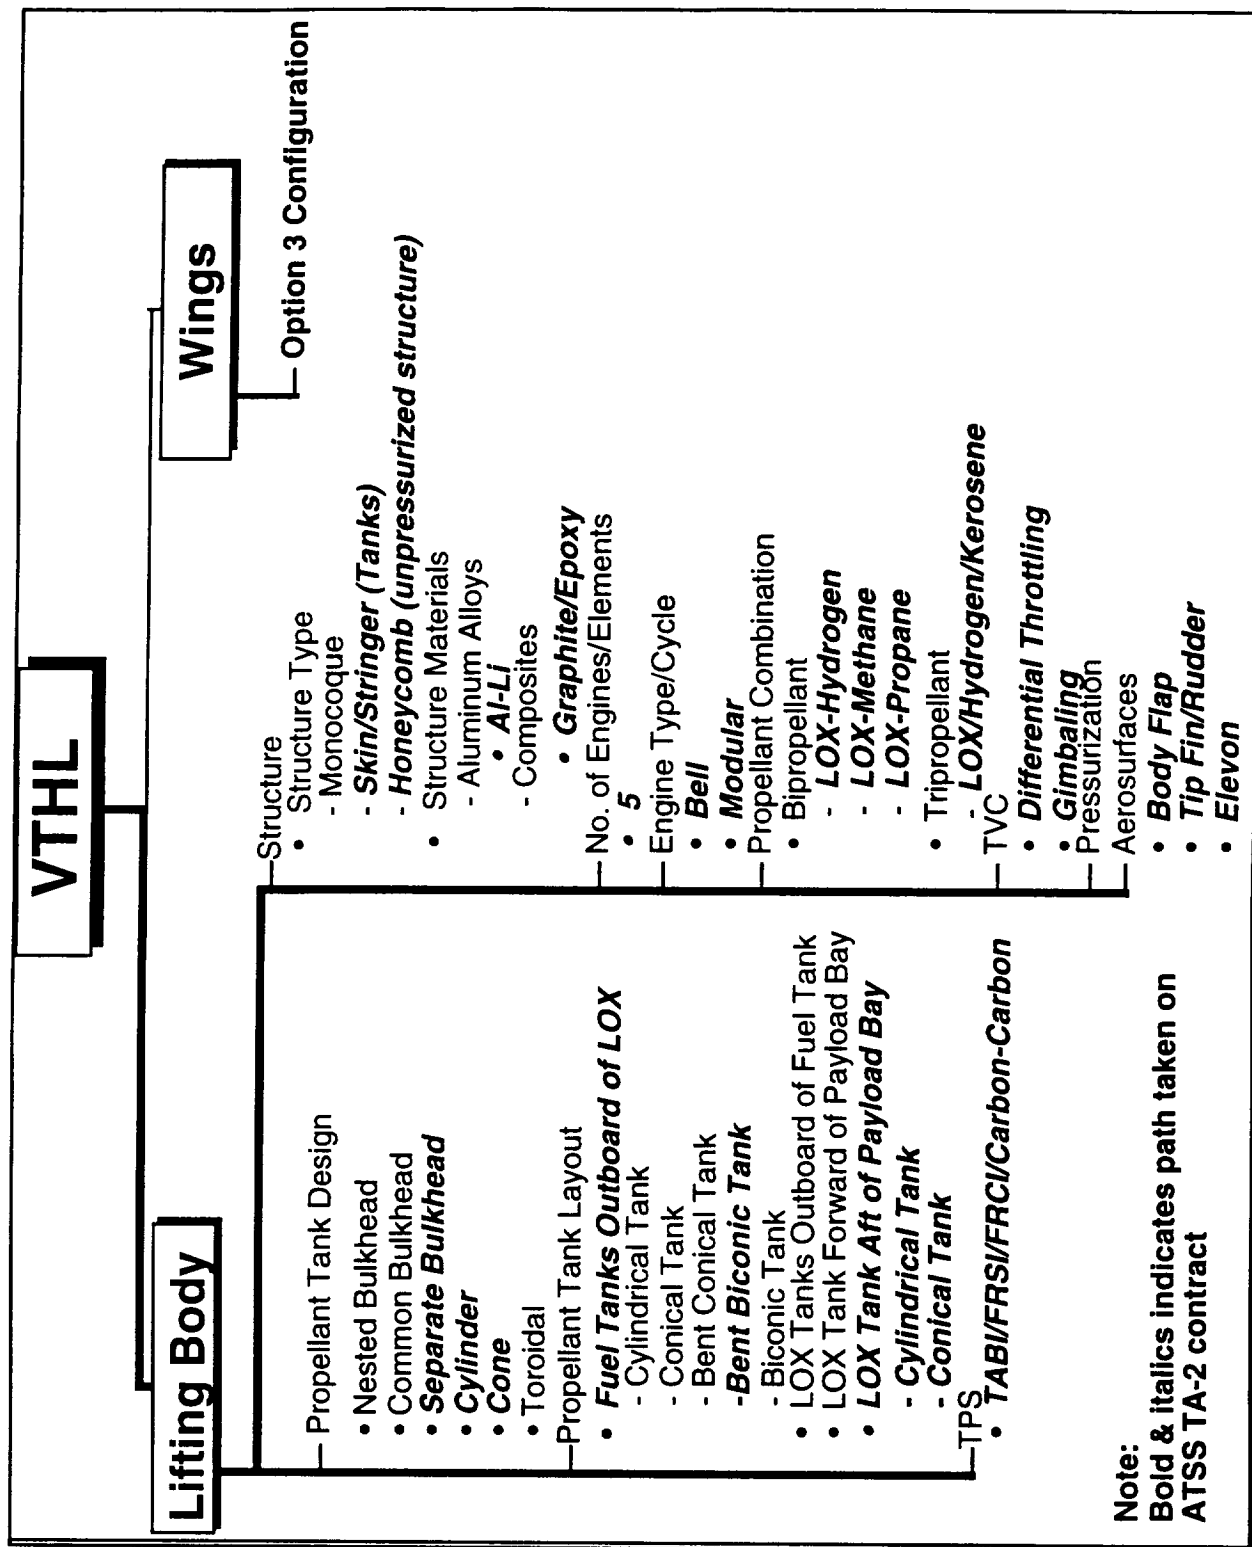 VTHL
Lifting Body
Wings
Option 3 Configuration
Propellant Tank Design
• Nested Bulkhead
• Common Bulkhead
• Separate Bulkhead
• Cylinder
• Cone
• Toroidal
Propellant Tank Layout
• Fuel Tanks Outboard of LOX
- Cylindrical Tank
- Conical Tank
- Bent Conical Tank
-Bent Biconic Tank
- Biconic Tank
• LOX Tanks Outboard of Fuel Tank
• LOX Tank Forward of Payload Bay
• LOX Tank Aft of Payload Bay
- Cylindrical Tank
- Conical Tank
TPS
• TABI/FRSI/FRCI/Carbon-Carbon
Structure
• Structure Type
- Monocoque
- Skin/Stringer (Tanks)
- Honeycomb (unpressurized structure)
• Structure Materials
- Aluminum Alloys
• Al-Li
- Composites
• Graphite/Epoxy
No. of Engines/Elements
• 5
Engine Type/Cycle
• Bell
• Modular
Propellant Combination
• Bipropellant
- LOX-Hydrogen
- LOX-Methane
- LOX-Propane
• Tripropellant
- LOX/Hydrogen/Kerosene
TVC
• Differential Throttling
• Gimbaling
Pressurization
Aerosurfaces
• Body Flap
• Tip Fin/Rudder
• Elevon
Note:
Bold & italics indicates path taken on
ATSS TA-2 contract